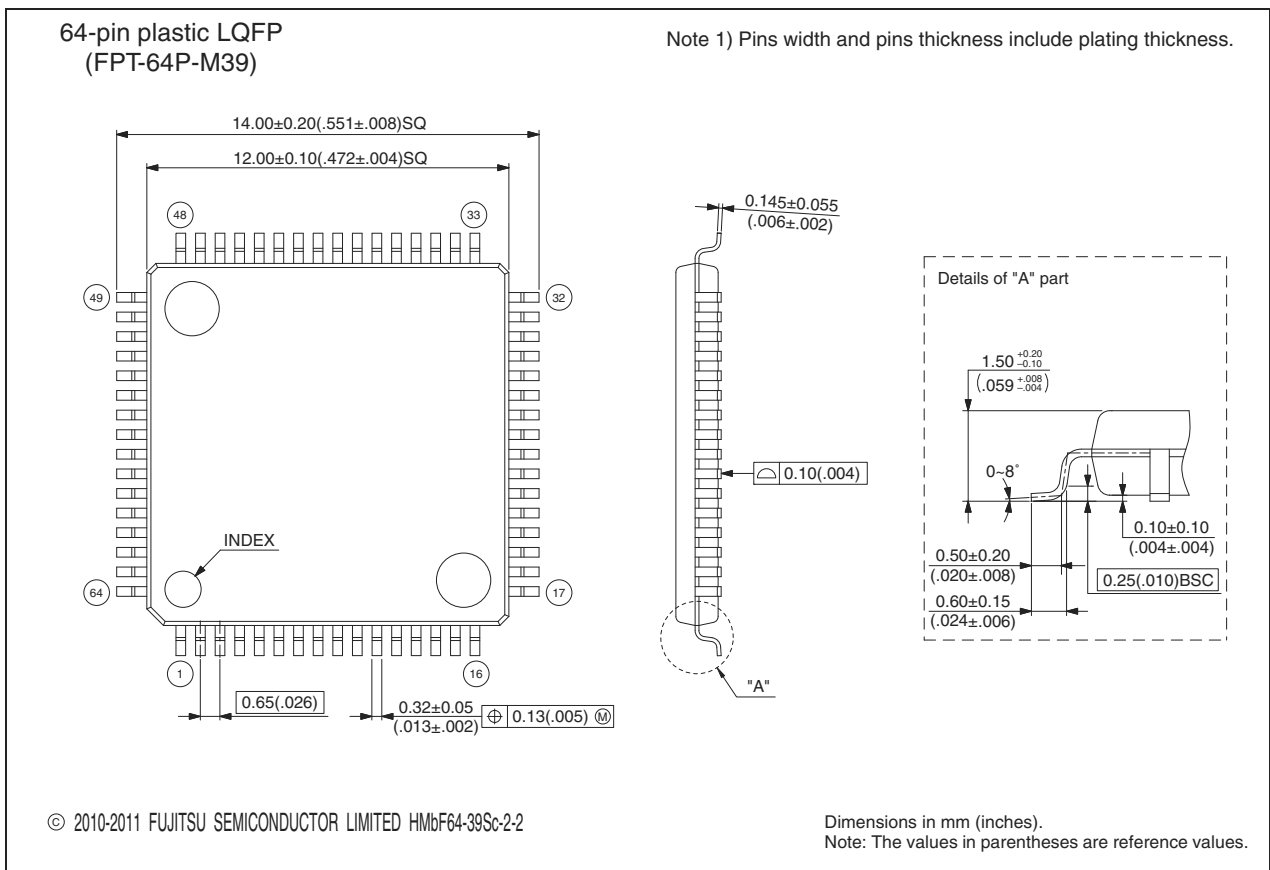 64-pin plastic LQFP
(FPT-64P-M39)
Note 1) Pins width and pins thickness include plating thickness.
14.00±0.20(.551±.008)SQ
12.00±0.10(.472±.004)SQ
48
33
49
32
INDEX
64
17
1
16
0.65(.026)
0.32±0.05
(.013±.002)
⌖ 0.13(.005) Ⓜ
0.145±0.055
(.006±.002)
⌓ 0.10(.004)
"A"
Details of "A" part
1.50 +0.20 −0.10
(.059 +.008 −.004)
0~8°
0.50±0.20
(.020±.008)
0.60±0.15
(.024±.006)
0.10±0.10
(.004±.004)
0.25(.010)BSC
© 2010-2011 FUJITSU SEMICONDUCTOR LIMITED HMbF64-39Sc-2-2
Dimensions in mm (inches).
Note: The values in parentheses are reference values.